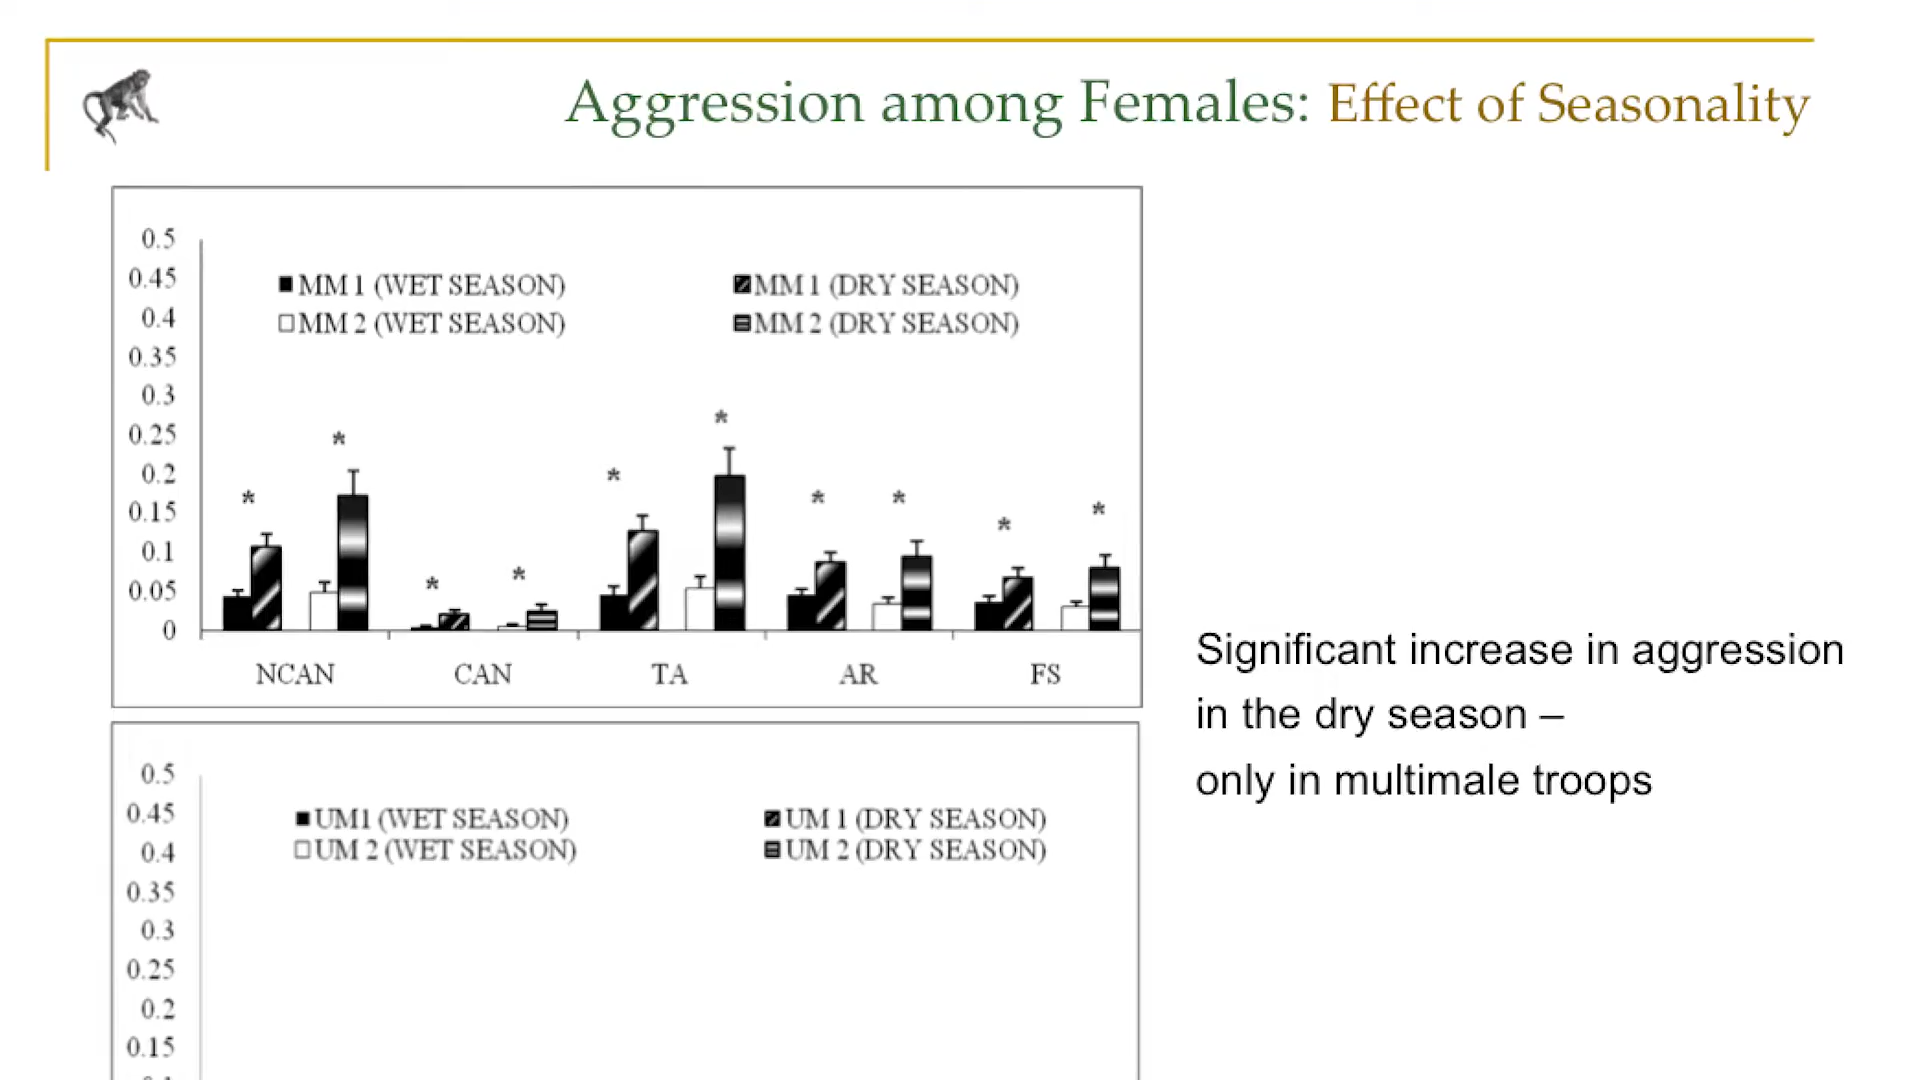 Aggression among Females: Effect of Seasonality
0.5
0.45
0.4
0.35
0.3
0.25
0.2
0.15
0.1
0.05
0
MM 1 (WET SEASON) MM 1 (DRY SEASON)
MM 2 (WET SEASON) MM 2 (DRY SEASON)
* * * * * * * * * *
NCAN CAN TA AR FS
Significant increase in aggression
in the dry season –
only in multimale troops
0.5
0.45
0.4
0.35
0.3
0.25
0.2
0.15
UM1 (WET SEASON) UM 1 (DRY SEASON)
UM 2 (WET SEASON) UM 2 (DRY SEASON)